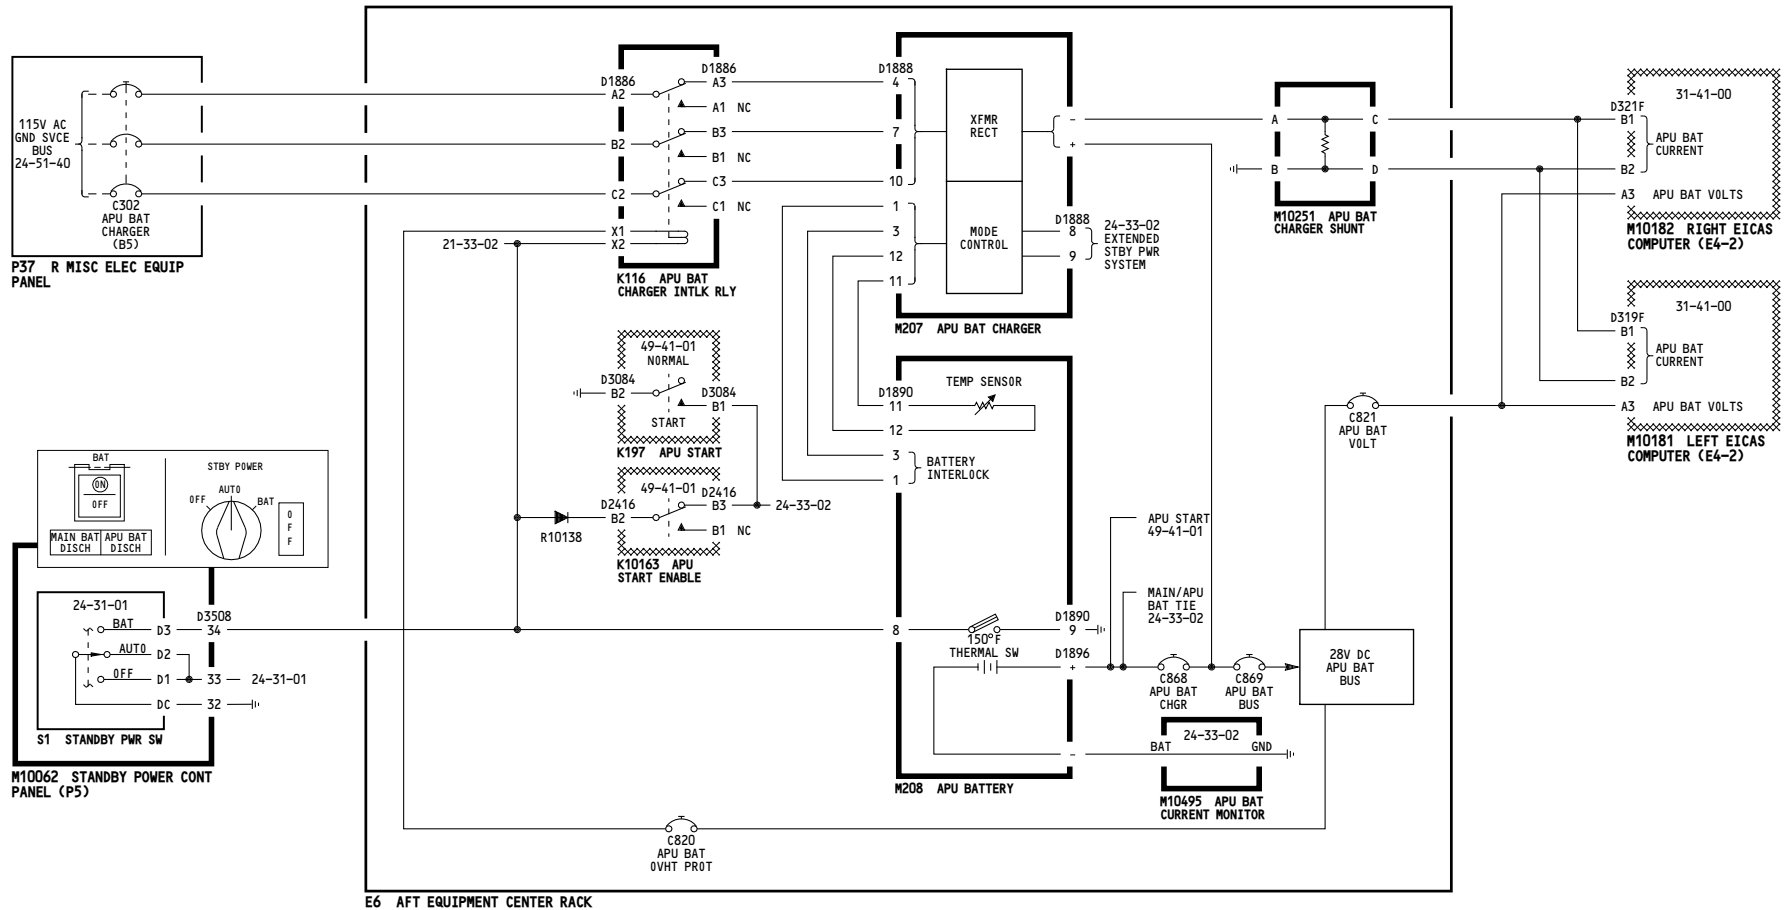 115V AC
GND SVCE
BUS
24-51-40
C302
APU BAT
CHARGER
(B5)
P37 R MISC ELEC EQUIP
PANEL
D1886
A2
B2
C2
X1
X2
21-33-02
D1886
A3
A1 NC
B3
B1 NC
C3
C1 NC
K116 APU BAT
CHARGER INTLK RLY
D1888
4
7
10
1
3
12
11
XFMR
RECT
MODE
CONTROL
-
+
D1888
8
9
24-33-02
EXTENDED
STBY PWR
SYSTEM
M207 APU BAT CHARGER
A
B
C
D
M10251 APU BAT
CHARGER SHUNT
31-41-00
D321F
B1
APU BAT
CURRENT
B2
A3 APU BAT VOLTS
M10182 RIGHT EICAS
COMPUTER (E4-2)
31-41-00
D319F
B1
APU BAT
CURRENT
B2
A3 APU BAT VOLTS
M10181 LEFT EICAS
COMPUTER (E4-2)
C821
APU BAT
VOLT
49-41-01
NORMAL
D3084
B2
D3084
B1
START
K197 APU START
49-41-01
D2416
B2
D2416
B3
B1 NC
24-33-02
R10138
K10163 APU
START ENABLE
D1890
11
12
3
1
TEMP SENSOR
BATTERY
INTERLOCK
8
150°F
THERMAL SW
D1890
9
D1896
+
-
M208 APU BATTERY
APU START
49-41-01
MAIN/APU
BAT TIE
24-33-02
C868
APU BAT
CHGR
C869
APU BAT
BUS
28V DC
APU BAT
BUS
24-33-02
BAT
GND
M10495 APU BAT
CURRENT MONITOR
BAT
ON
OFF
MAIN BAT
DISCH
APU BAT
DISCH
STBY POWER
OFF
AUTO
BAT
O
F
F
24-31-01
BAT
AUTO
OFF
D3
D2
D1
DC
D3508
34
33
32
24-31-01
S1 STANDBY PWR SW
M10062 STANDBY POWER CONT
PANEL (P5)
C820
APU BAT
OVHT PROT
E6 AFT EQUIPMENT CENTER RACK